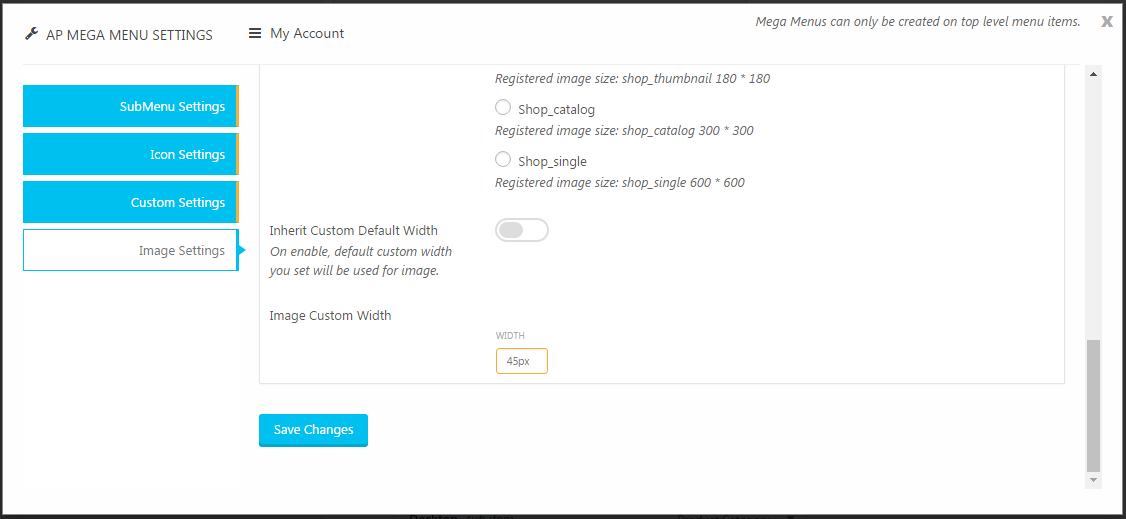 AP MEGA MENU SETTINGS
My Account
Mega Menus can only be created on top level menu items.
X
SubMenu Settings
Icon Settings
Custom Settings
Image Settings
Registered image size: shop_thumbnail 180 * 180
Shop_catalog
Registered image size: shop_catalog 300 * 300
Shop_single
Registered image size: shop_single 600 * 600
Inherit Custom Default Width
On enable, default custom width
you set will be used for image.
Image Custom Width
WIDTH
45px
Save Changes